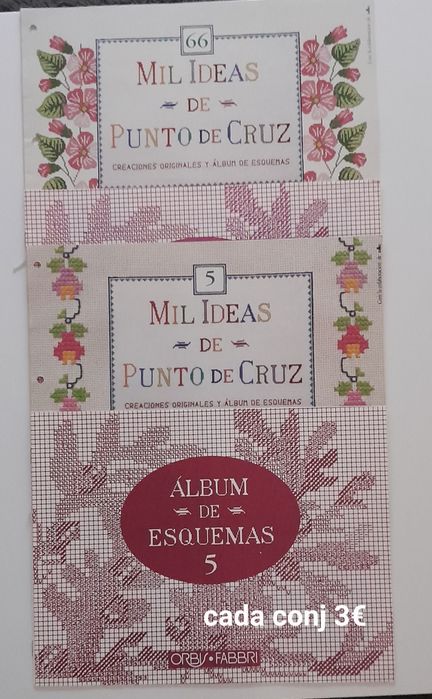 66
MIL IDEAS
DE
PUNTO DE CRUZ
CREACIONES ORIGINALES Y ÁLBUM DE ESQUEMAS
5
MIL IDEAS
DE
PUNTO DE CRUZ
CREACIONES ORIGINALES Y ÁLBUM DE ESQUEMAS
ÁLBUM
DE
ESQUEMAS
5
cada conj 3€
ORBIS·FABBRI